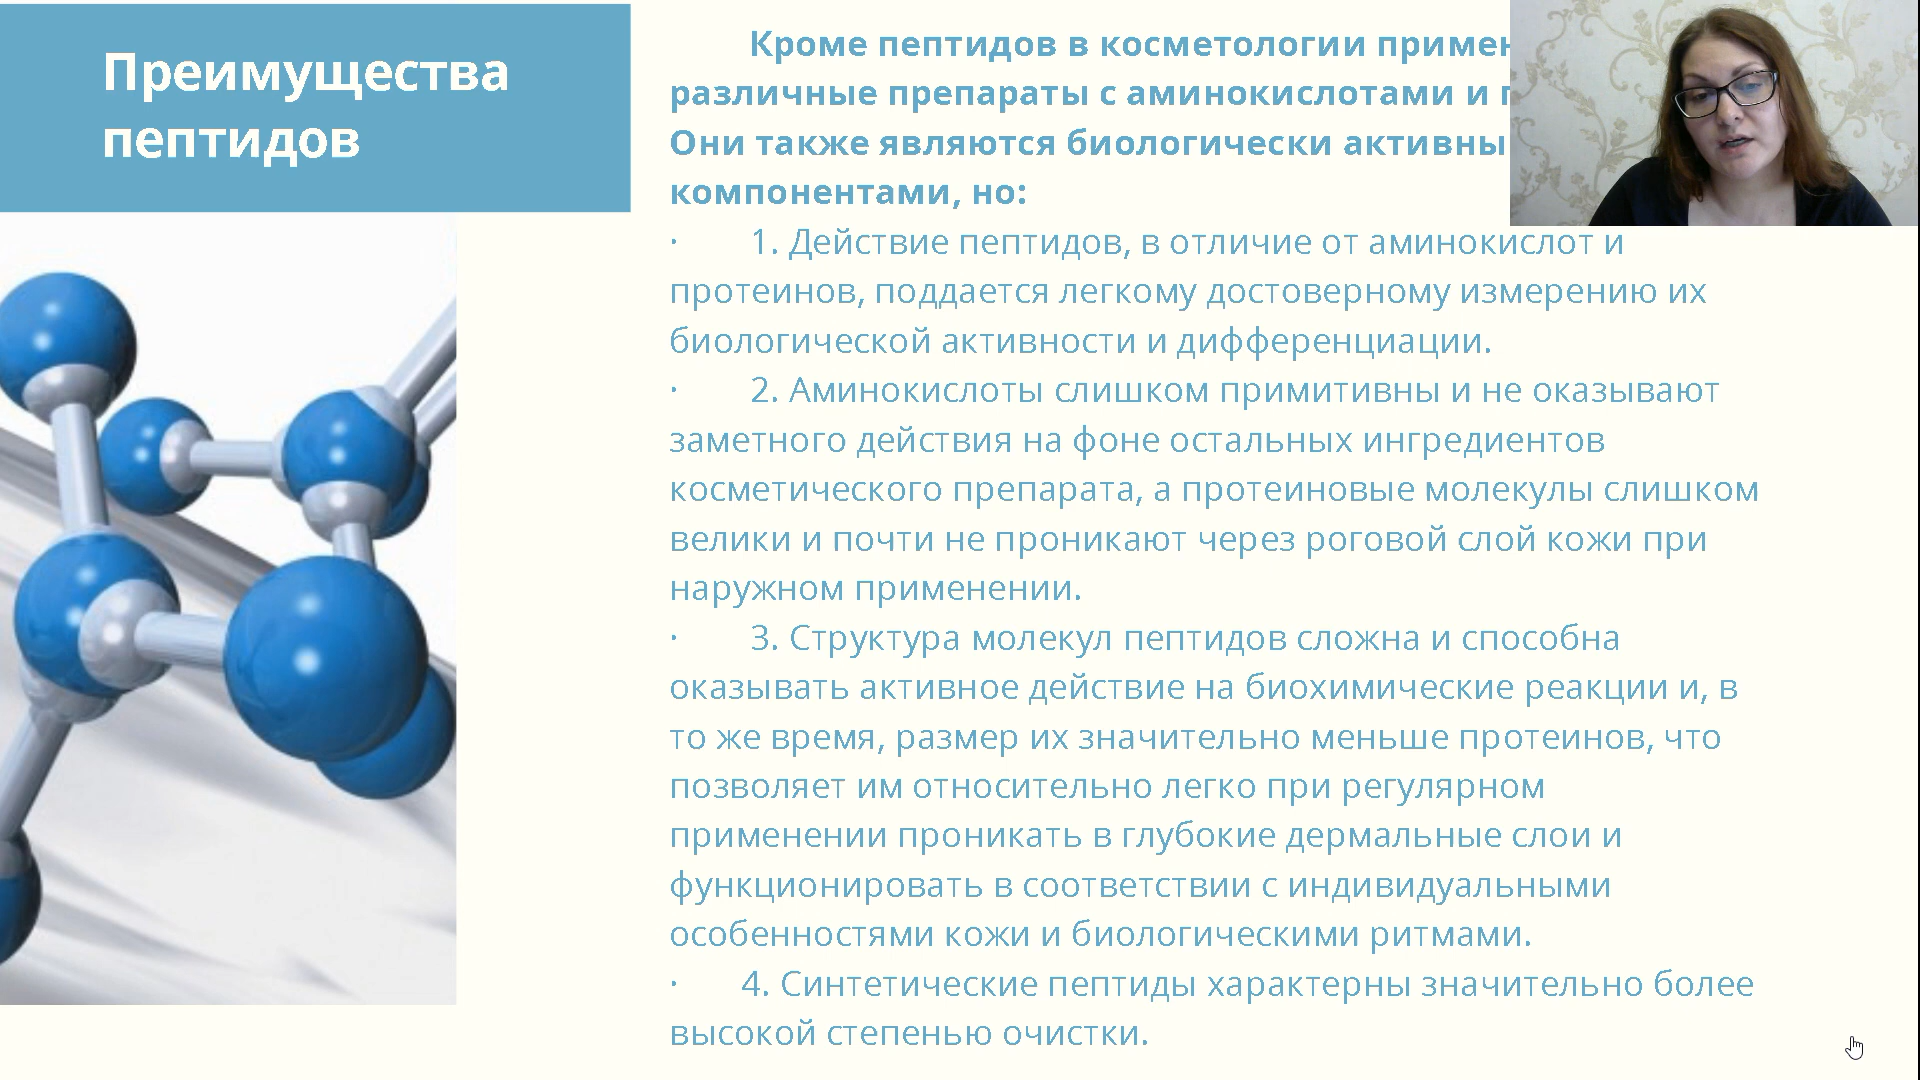 Преимущества
пептидов
Кроме пептидов в косметологии
различные препараты с аминокислотами и
Они также являются биологически
компонентами, но:
· 1. Действие пептидов, в отличие от аминокислот и
протеинов, поддается легкому достоверному измерению их
биологической активности и дифференциации.
· 2. Аминокислоты слишком примитивны и не оказывают
заметного действия на фоне остальных ингредиентов
косметического препарата, а протеиновые молекулы слишком
велики и почти не проникают через роговой слой кожи при
наружном применении.
· 3. Структура молекул пептидов сложна и способна
оказывать активное действие на биохимические реакции и, в
то же время, размер их значительно меньше протеинов, что
позволяет им относительно легко при регулярном
применении проникать в глубокие дермальные слои и
функционировать в соответствии с индивидуальными
особенностями кожи и биологическими ритмами.
· 4. Синтетические пептиды характерны значительно более
высокой степенью очистки.